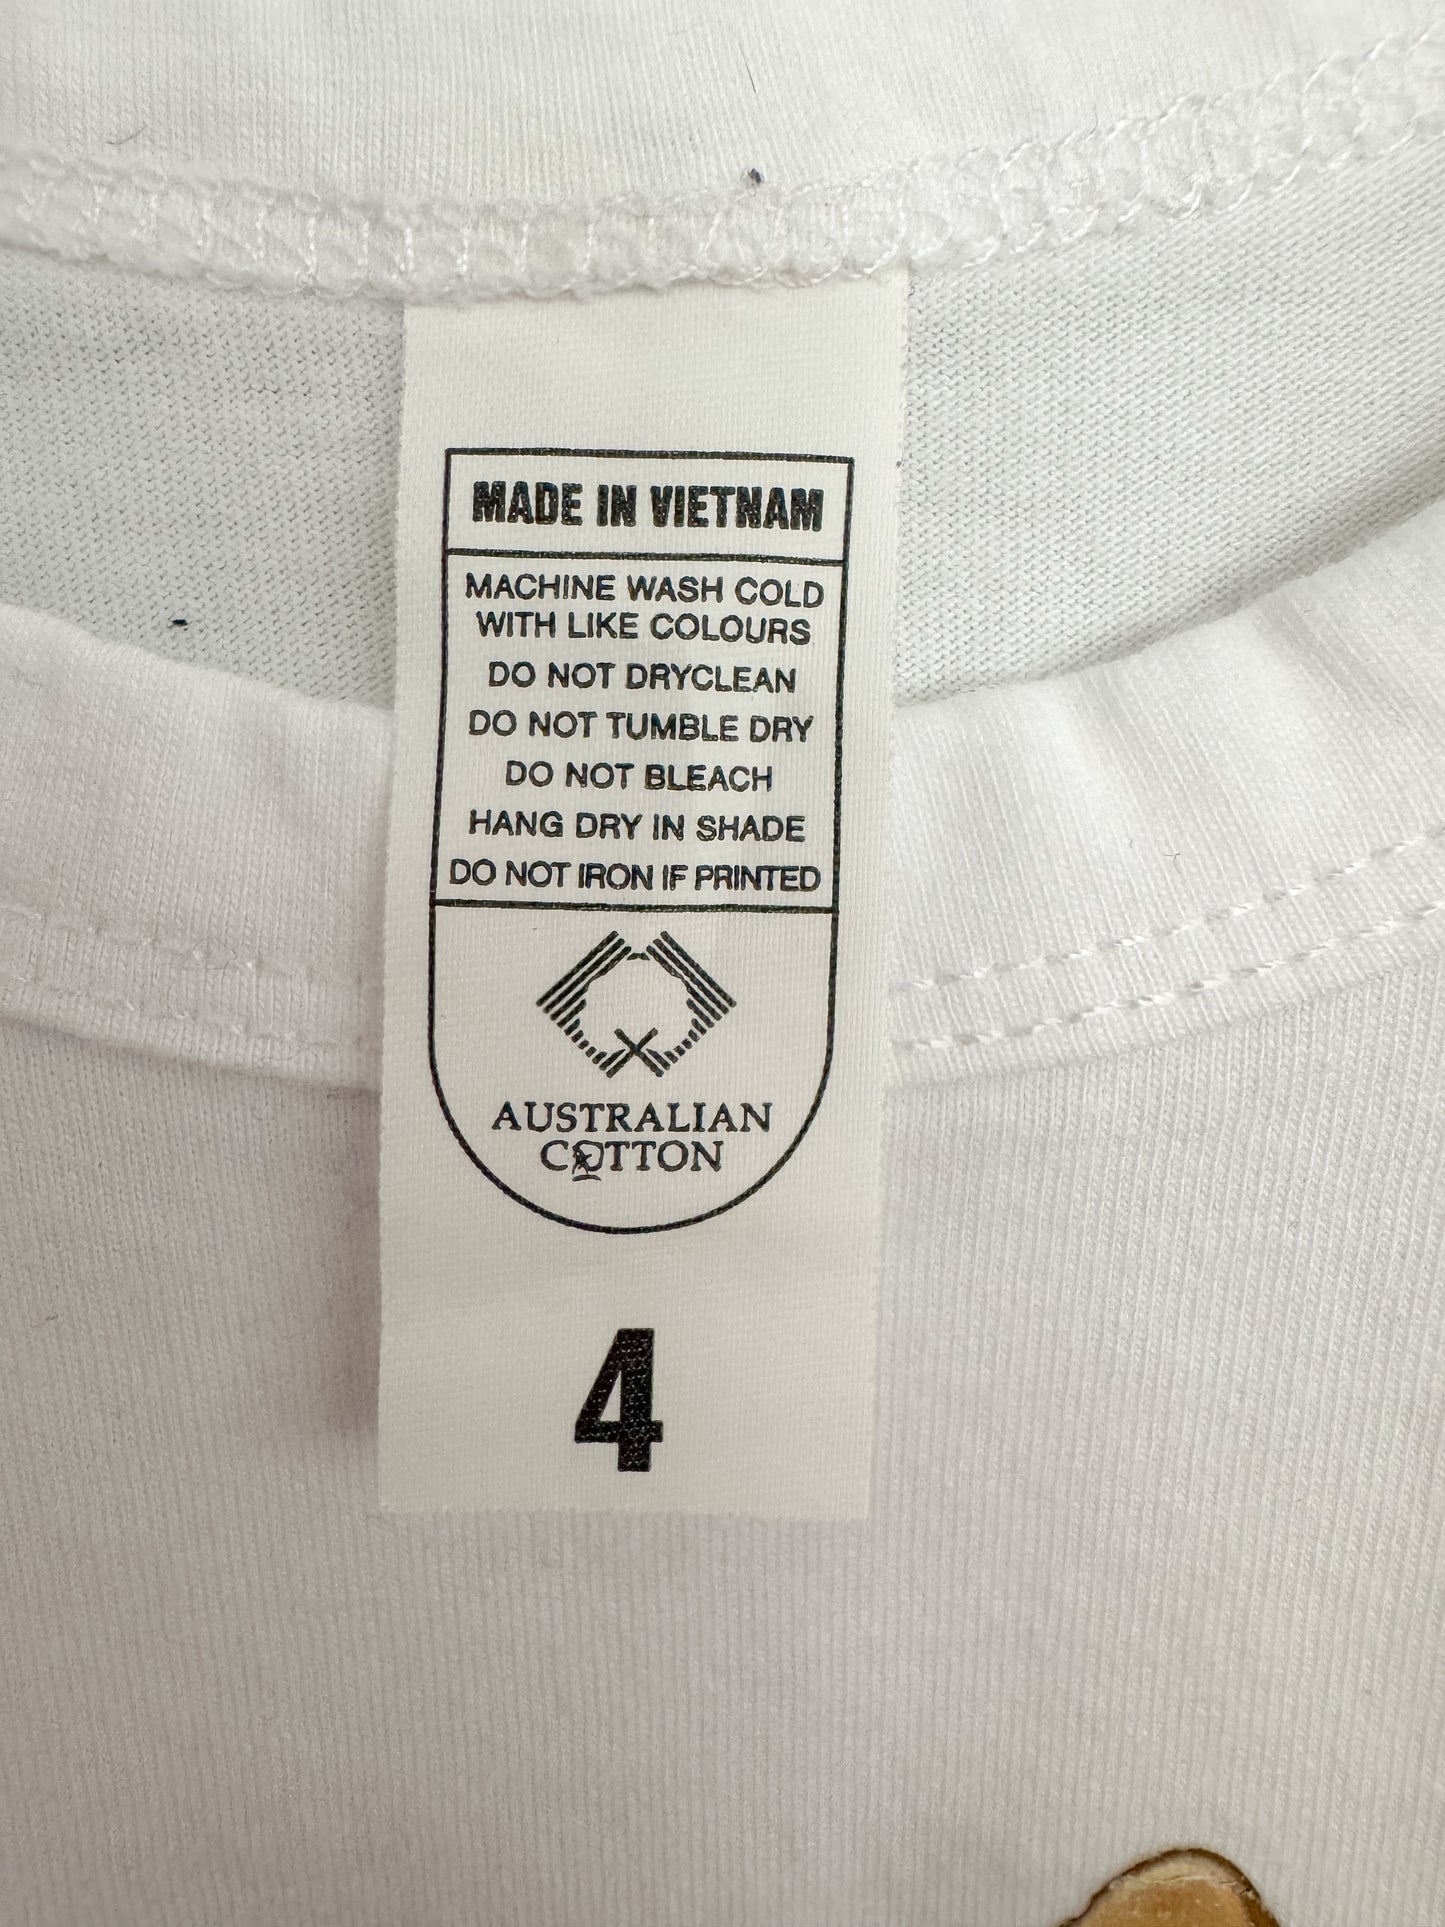 MADE IN VIETNAM
MACHINE WASH COLD
WITH LIKE COLOURS
DO NOT DRYCLEAN
DO NOT TUMBLE DRY
DO NOT BLEACH
HANG DRY IN SHADE
DO NOT IRON IF PRINTED
AUSTRALIAN
COTTON
4